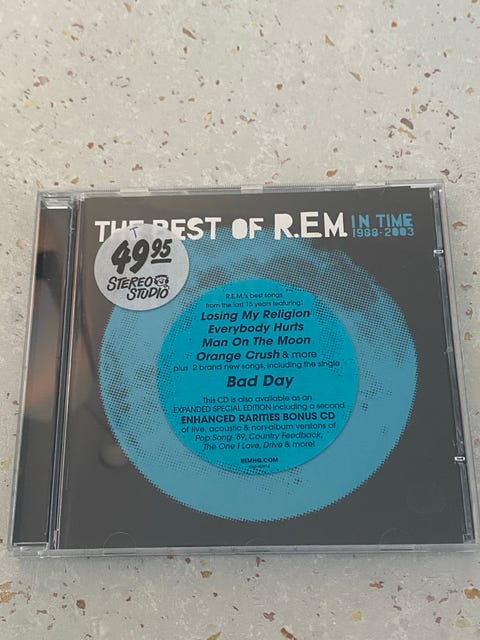 THE BEST OF R.E.M. IN TIME
1988-2003
T
49 95
STEREO
STUDIO
R.E.M.'s best songs
from the last 15 years featuring:
Losing My Religion
Everybody Hurts
Man On The Moon
Orange Crush & more
plus 2 brand new songs, including the single
Bad Day
This CD is also available as an
EXPANDED SPECIAL EDITION including a second
ENHANCED RARITIES BONUS CD
of live, acoustic & non-album versions of
Pop Song '89, Country Feedback,
The One I Love, Drive & more!
REMHQ.COM